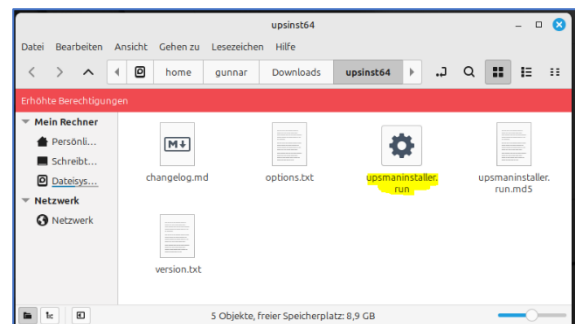 upsinst64
Datei Bearbeiten Ansicht Gehen zu Lesezeichen Hilfe
home gunnar Downloads upsinst64
Erhöhte Berechtigungen
Mein Rechner
Persönli...
Schreibt...
Dateisys...
Netzwerk
Netzwerk
changelog.md
options.txt
upsmaninstaller.
run
upsmaninstaller.
run.md5
version.txt
5 Objekte, freier Speicherplatz: 8,9 GB